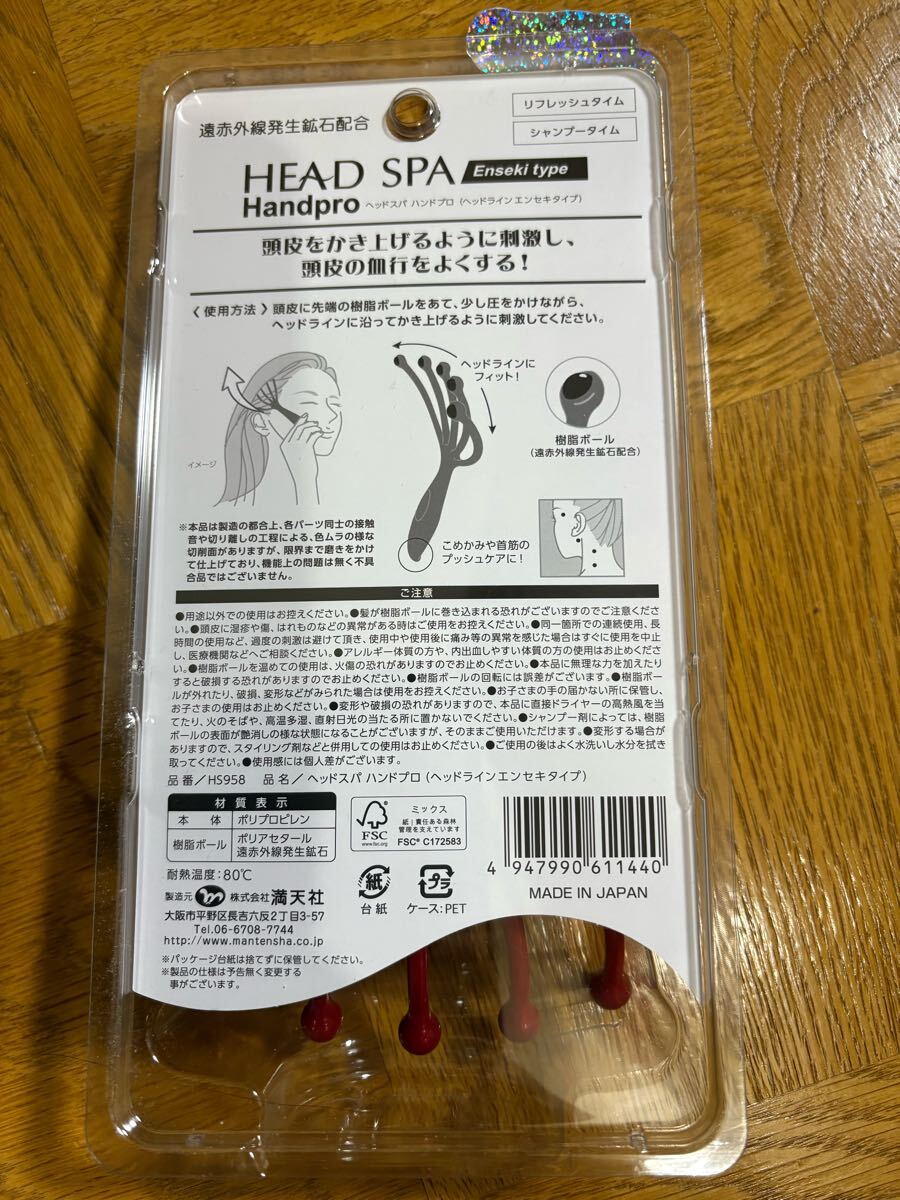 リフレッシュタイム
シャンプータイム
遠赤外線発生鉱石配合
HEAD SPA Enseki type
Handpro ヘッドスパ ハンドプロ（ヘッドライン エンセキタイプ）
頭皮をかき上げるように刺激し、
頭皮の血行をよくする！
〈使用方法〉頭皮に先端の樹脂ボールをあて、少し圧をかけながら、
ヘッドラインに沿ってかき上げるように刺激してください。
ヘッドラインに
フィット！
樹脂ボール
（遠赤外線発生鉱石配合）
イメージ
こめかみや首筋の
プッシュケアに！
※本品は製造の都合上、各パーツ同士の接触
音や切り離しの工程による、色ムラの様な
切削面がありますが、限界まで磨きをかけ
て仕上げており、機能上の問題は無く不具
合品ではございません。
ご注意
●用途以外での使用はお控えください。●髪が樹脂ボールに巻き込まれる恐れがございますのでご注意くださ
い。●頭皮に湿疹や傷、はれものなどの異常がある時はご使用をお控えください。●同一箇所での連続使用、長
時間の使用など、過度の刺激は避けて頂き、使用中や使用後に痛み等の異常を感じた場合はすぐに使用を中止
し、医療機関などへご相談ください。●アレルギー体質の方や、内出血しやすい体質の方の使用はお止めくださ
い。●樹脂ボールを温めての使用は、火傷の恐れがありますのでお止めください。●本品に無理な力を加えたり
すると破損する恐れがありますのでお止めください。●樹脂ボールの回転には誤差がございます。●樹脂ボー
ルが外れたり、破損、変形などがみられた場合は使用をお控えください。●お子さまの手の届かない所に保管し、
お子さまの使用はお止めください。●変形や破損の恐れがありますので、本品に直接ドライヤーの高熱風を当
てたり、火のそばや、高温多湿、直射日光の当たる所に置かないでください。●シャンプー剤によっては、樹脂
ボールの表面が艶消しの様な状態になることがございますが、そのままご使用いただけます。●変形する場合が
ありますので、スタイリング剤などと併用しての使用はお止めください。●ご使用の後はよく水洗いし水分を拭き
取ってください。●使用感には個人差がございます。
品番／HS958 品名／ヘッドスパ ハンドプロ（ヘッドライン エンセキタイプ）
材質表示
本体 ポリプロピレン
樹脂ボール ポリアセタール
遠赤外線発生鉱石
耐熱温度：80℃
FSC
www.fsc.org
ミックス
紙｜責任ある森林
管理を支えています
FSC® C172583
紙
台紙
プラ
ケース：PET
4 947990 611440
MADE IN JAPAN
製造元 株式会社 満天社
大阪市平野区長吉六反2丁目3-57
Tel.06-6708-7744
http://www.mantensha.co.jp
※パッケージ台紙は捨てずに保管してください。
※製品の仕様は予告無く変更する
事がございます。